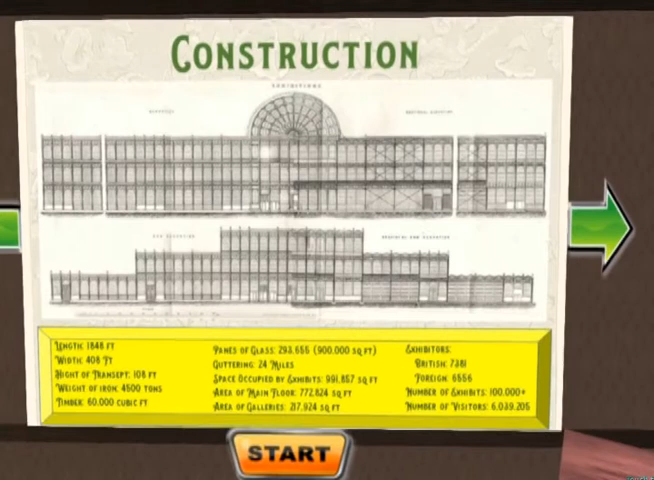 CONSTRUCTION
LENGTH: 1848 FT
WIDTH: 408 FT
HIGHT OF TRANSEPT: 108 FT
WEIGHT OF IRON: 4500 TONS
TIMBER: 60,000 CUBIC FT
PANES OF GLASS: 293,655 (900,000 SQ FT)
GUTTERING: 24 MILES
SPACE OCCUPIED BY EXHIBITS: 991,857 SQ FT
AREA OF MAIN FLOOR: 772,824 SQ FT
AREA OF GALLERIES: 217,924 SQ FT
EXHIBITORS:
BRITISH: 7381
FOREIGN: 6556
NUMBER OF EXHIBITS: 100,000+
NUMBER OF VISITORS: 6,039,205
START